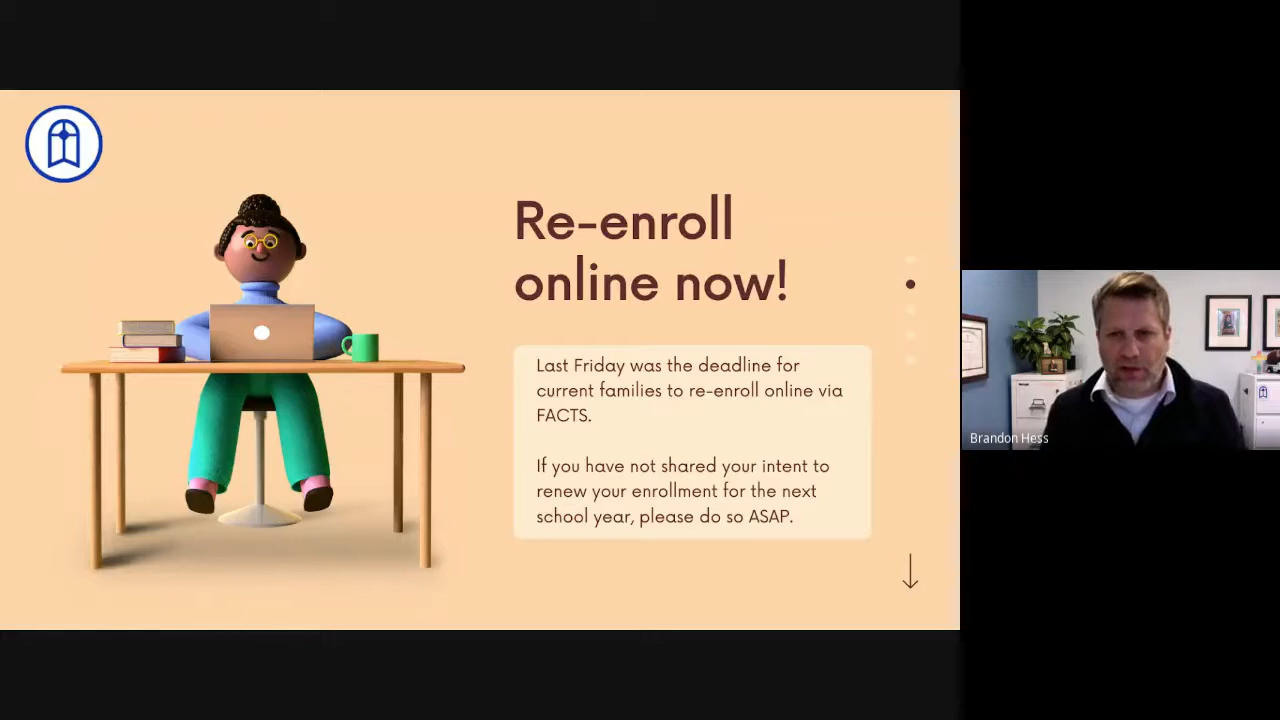 Re-enroll
online now!
Last Friday was the deadline for
current families to re-enroll online via
FACTS.
If you have not shared your intent to
renew your enrollment for the next
school year, please do so ASAP.
Brandon Hess